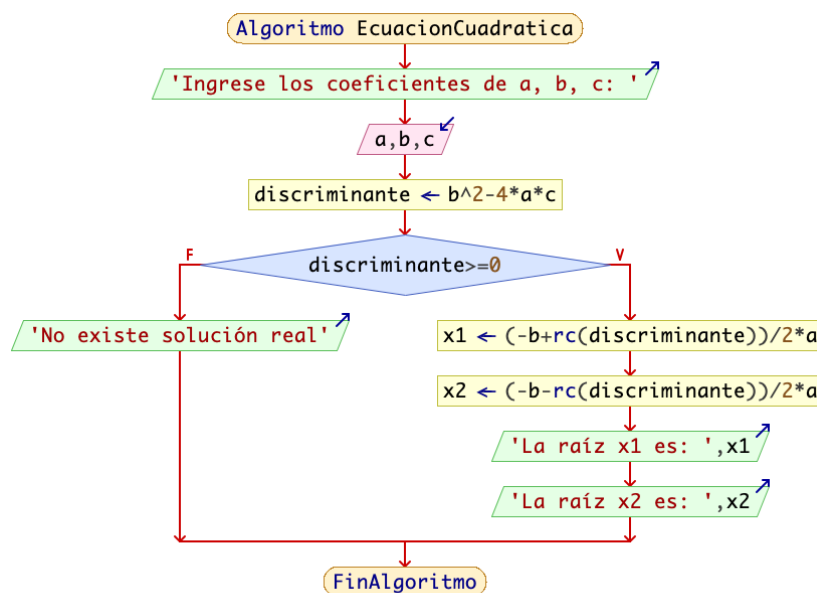 Algoritmo EcuacionCuadratica
'Ingrese los coeficientes de a, b, c: '
a,b,c
discriminante ← b^2-4*a*c
discriminante>=0
F
V
'No existe solución real'
x1 ← (-b+rc(discriminante))/2*a
x2 ← (-b-rc(discriminante))/2*a
'La raíz x1 es: ',x1
'La raíz x2 es: ',x2
FinAlgoritmo